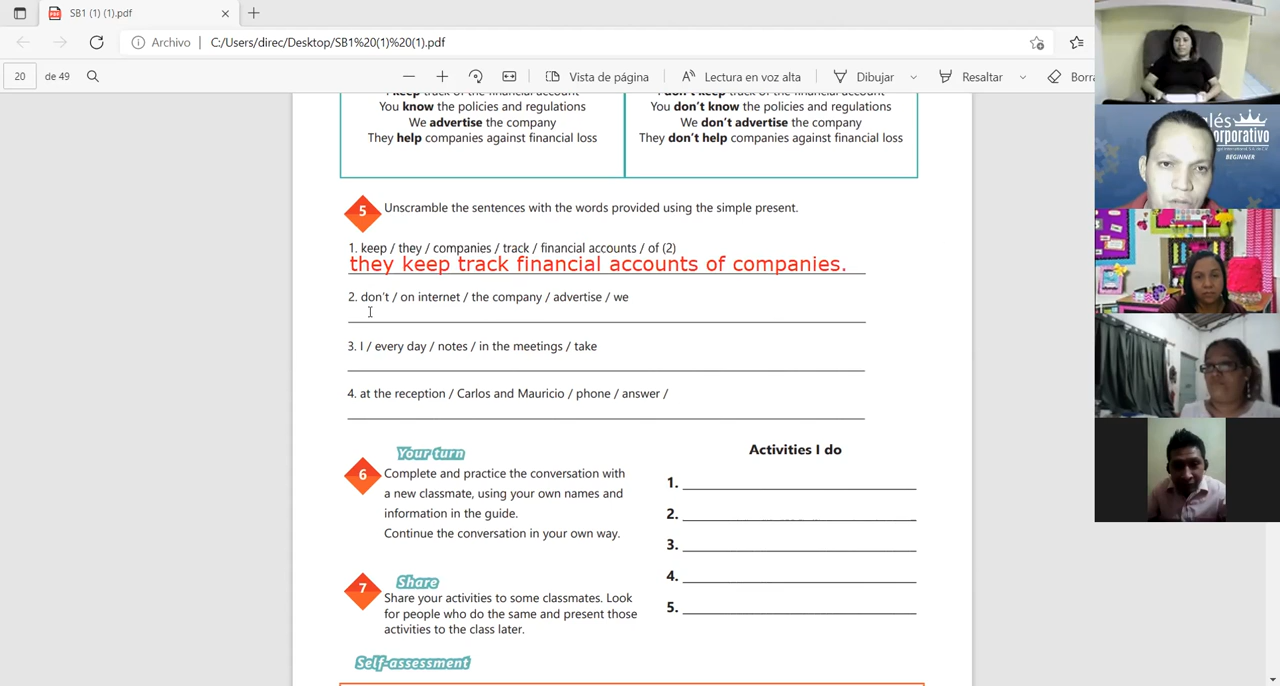 SB1 (1) (1).pdf
Archivo | C:/Users/direc/Desktop/SB1%20(1)%20(1).pdf
20 de 49 Vista de página Lectura en voz alta Dibujar Resaltar Borra
You know the policies and regulations
We advertise the company
They help companies against financial loss
You don't know the policies and regulations
We don't advertise the company
They don't help companies against financial loss
5 Unscramble the sentences with the words provided using the simple present.
1. keep / they / companies / track / financial accounts / of (2)
they keep track financial accounts of companies.
2. don't / on internet / the company / advertise / we
3. I / every day / notes / in the meetings / take
4. at the reception / Carlos and Mauricio / phone / answer /
Your turn
6 Complete and practice the conversation with
a new classmate, using your own names and
information in the guide.
Continue the conversation in your own way.
7 Share
Share your activities to some classmates. Look
for people who do the same and present those
activities to the class later.
Activities I do
1.
2.
3.
4.
5.
Self-assessment
glés
orporativo
BEGINNER